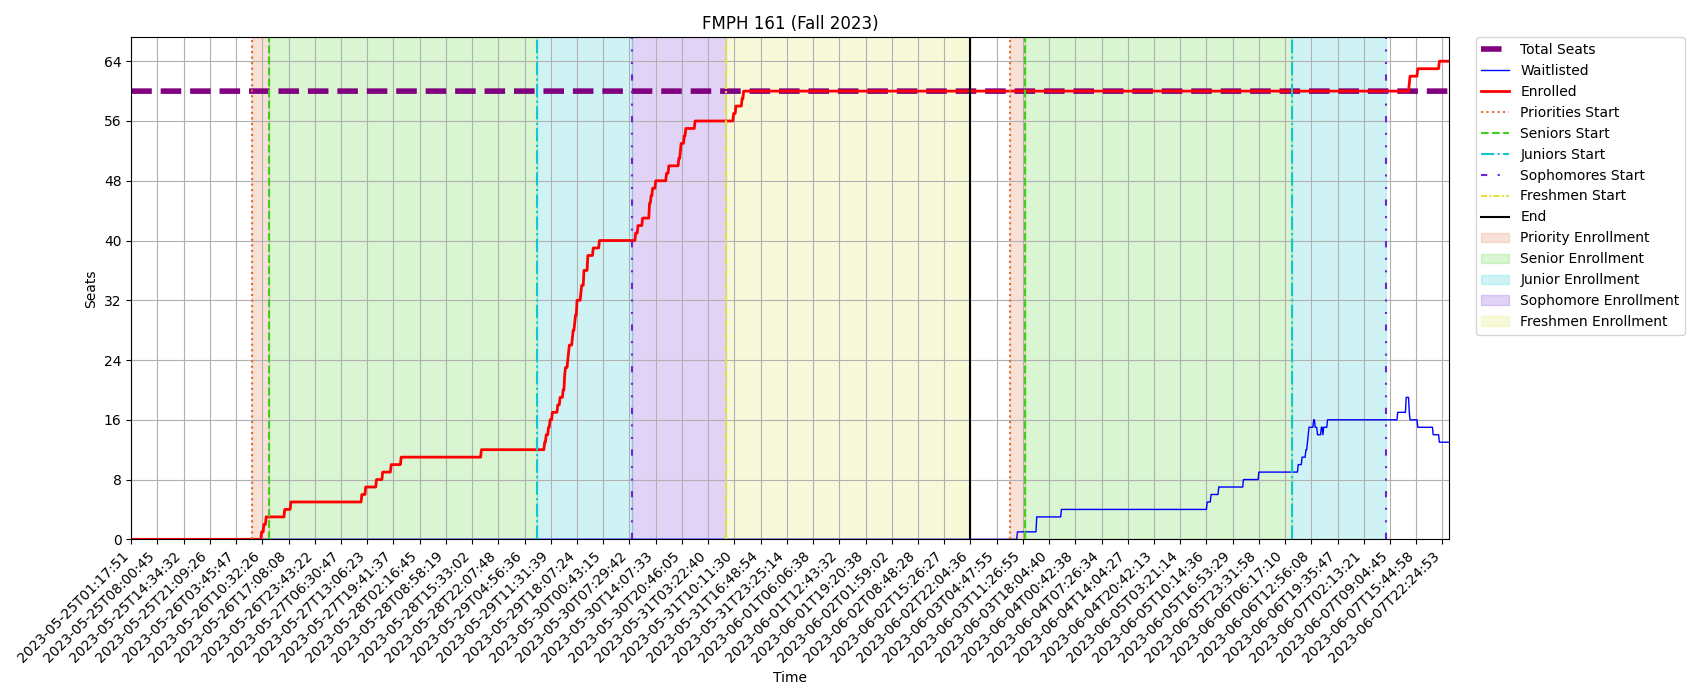 FMPH 161 (Fall 2023)
Seats
64
56
48
40
32
24
16
8
0
2023-05-25T01:17:51
2023-05-25T08:00:45
2023-05-25T14:34:32
2023-05-25T21:09:26
2023-05-26T03:45:47
2023-05-26T10:32:26
2023-05-26T17:08:08
2023-05-26T23:43:22
2023-05-27T06:30:47
2023-05-27T13:06:23
2023-05-27T19:41:37
2023-05-28T02:16:45
2023-05-28T08:58:19
2023-05-28T15:33:02
2023-05-28T22:07:48
2023-05-29T04:56:36
2023-05-29T11:31:39
2023-05-29T18:07:24
2023-05-30T00:43:15
2023-05-30T07:29:42
2023-05-30T14:07:33
2023-05-30T20:46:05
2023-05-31T03:22:40
2023-05-31T10:11:30
2023-05-31T16:48:54
2023-05-31T23:25:14
2023-06-01T06:06:38
2023-06-01T12:43:32
2023-06-01T19:20:38
2023-06-02T01:59:02
2023-06-02T08:48:28
2023-06-02T15:26:27
2023-06-02T22:04:36
2023-06-03T04:47:55
2023-06-03T11:26:55
2023-06-03T18:04:40
2023-06-04T00:42:38
2023-06-04T07:26:34
2023-06-04T14:04:27
2023-06-04T20:42:13
2023-06-05T03:21:14
2023-06-05T10:14:36
2023-06-05T16:53:29
2023-06-05T23:31:58
2023-06-06T06:17:10
2023-06-06T12:56:08
2023-06-06T19:35:47
2023-06-07T02:13:21
2023-06-07T09:04:45
2023-06-07T15:44:58
2023-06-07T22:24:53
Time
Total Seats
Waitlisted
Enrolled
Priorities Start
Seniors Start
Juniors Start
Sophomores Start
Freshmen Start
End
Priority Enrollment
Senior Enrollment
Junior Enrollment
Sophomore Enrollment
Freshmen Enrollment